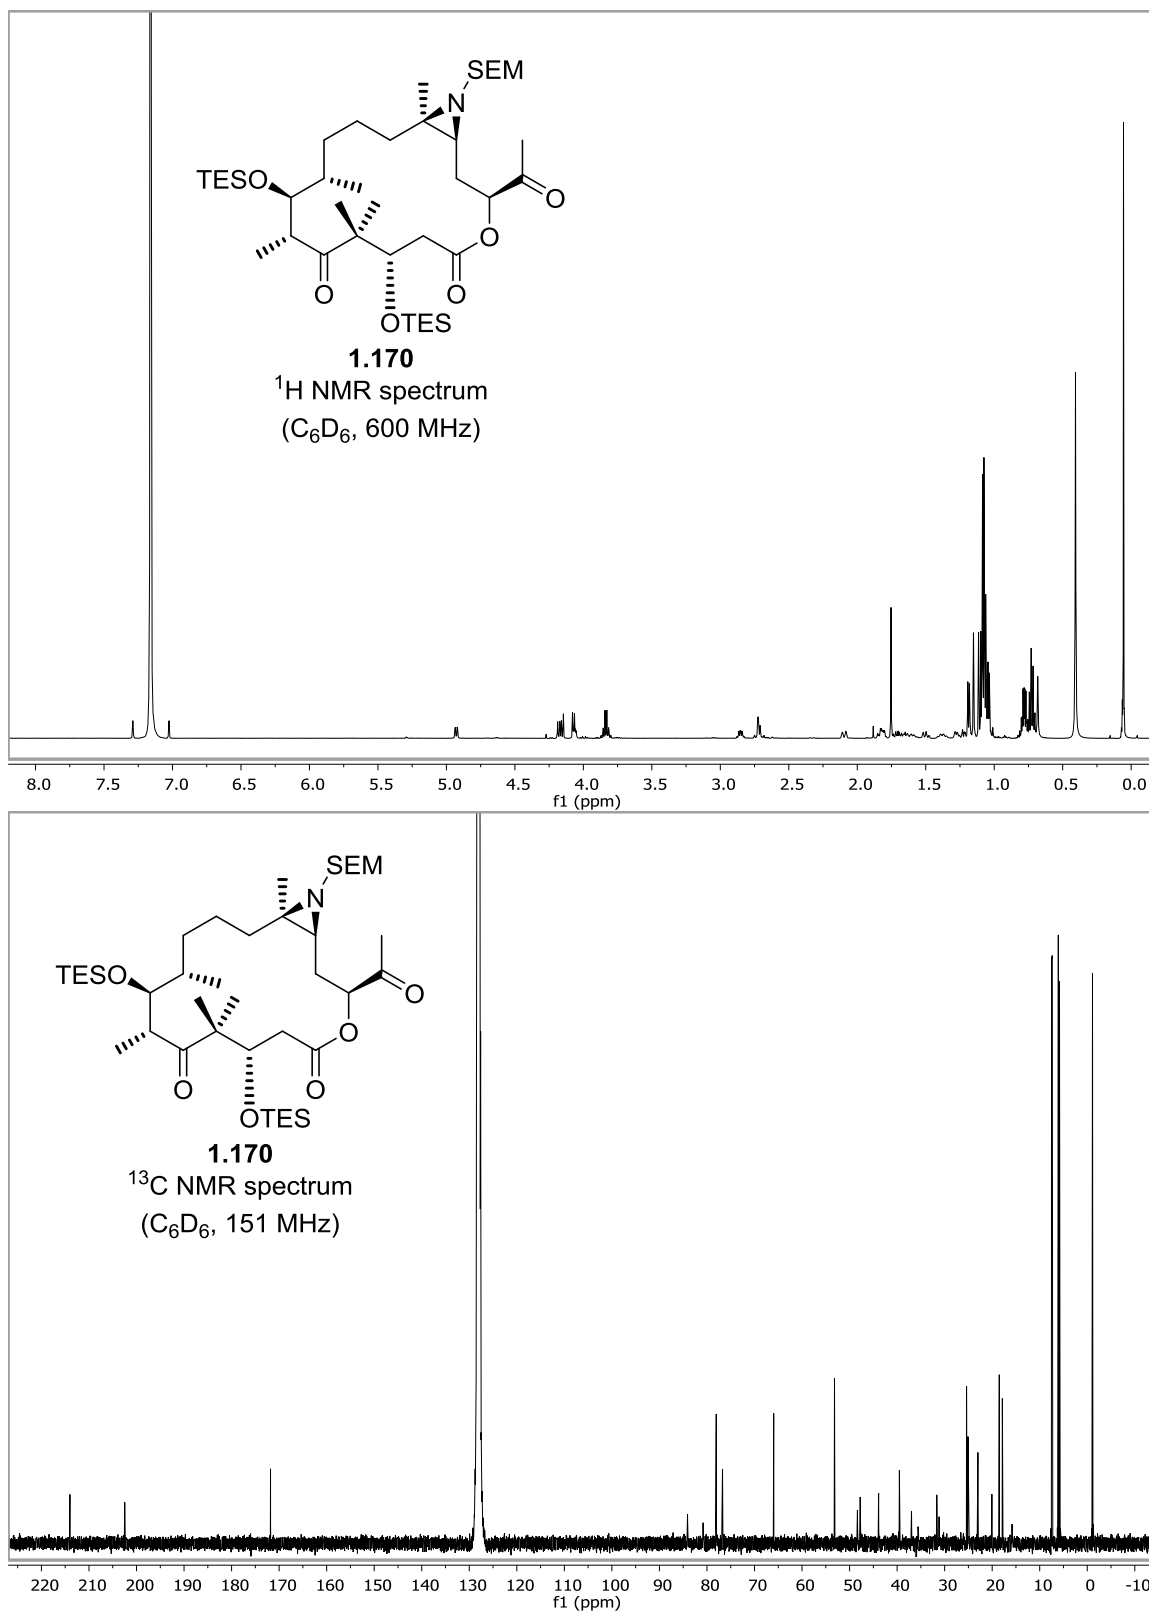 SEM
N
TESO
O
O
O
O
OTES
1.170
¹H NMR spectrum
(C₆D₆, 600 MHz)
8.0 7.5 7.0 6.5 6.0 5.5 5.0 4.5 4.0 3.5 3.0 2.5 2.0 1.5 1.0 0.5 0.0
f1 (ppm)
SEM
N
TESO
O
O
O
O
OTES
1.170
¹³C NMR spectrum
(C₆D₆, 151 MHz)
220 210 200 190 180 170 160 150 140 130 120 110 100 90 80 70 60 50 40 30 20 10 0 -10
f1 (ppm)